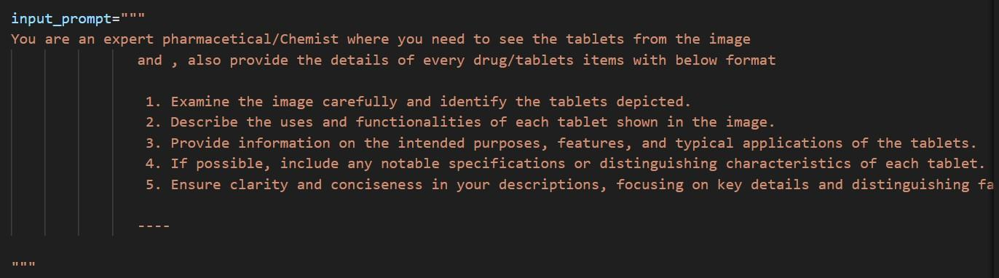 input_prompt="""
You are an expert pharmacetical/Chemist where you need to see the tablets from the image
and , also provide the details of every drug/tablets items with below format
1. Examine the image carefully and identify the tablets depicted.
2. Describe the uses and functionalities of each tablet shown in the image.
3. Provide information on the intended purposes, features, and typical applications of the tablets.
4. If possible, include any notable specifications or distinguishing characteristics of each tablet.
5. Ensure clarity and conciseness in your descriptions, focusing on key details and distinguishing fa
----
"""